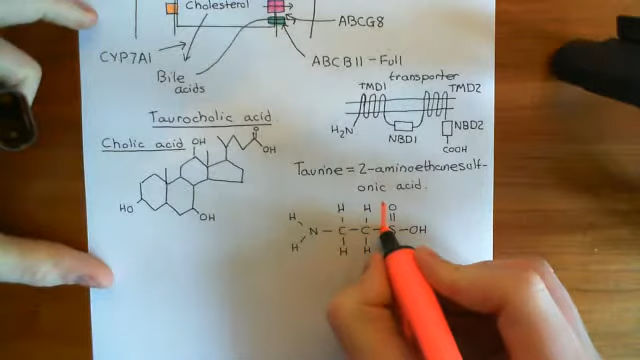 Cholesterol
ABCG8
CYP7A1
ABCB11 - Full
transporter
Bile
acids
TMD1
TMD2
H₂N
NBD1
NBD2
COOH
Taurocholic acid
Cholic acid
OH
O
OH
HO
OH
Taurine = 2-aminoethanesulf-
onic acid.
H H H O
N - C - C - S - OH
H H H